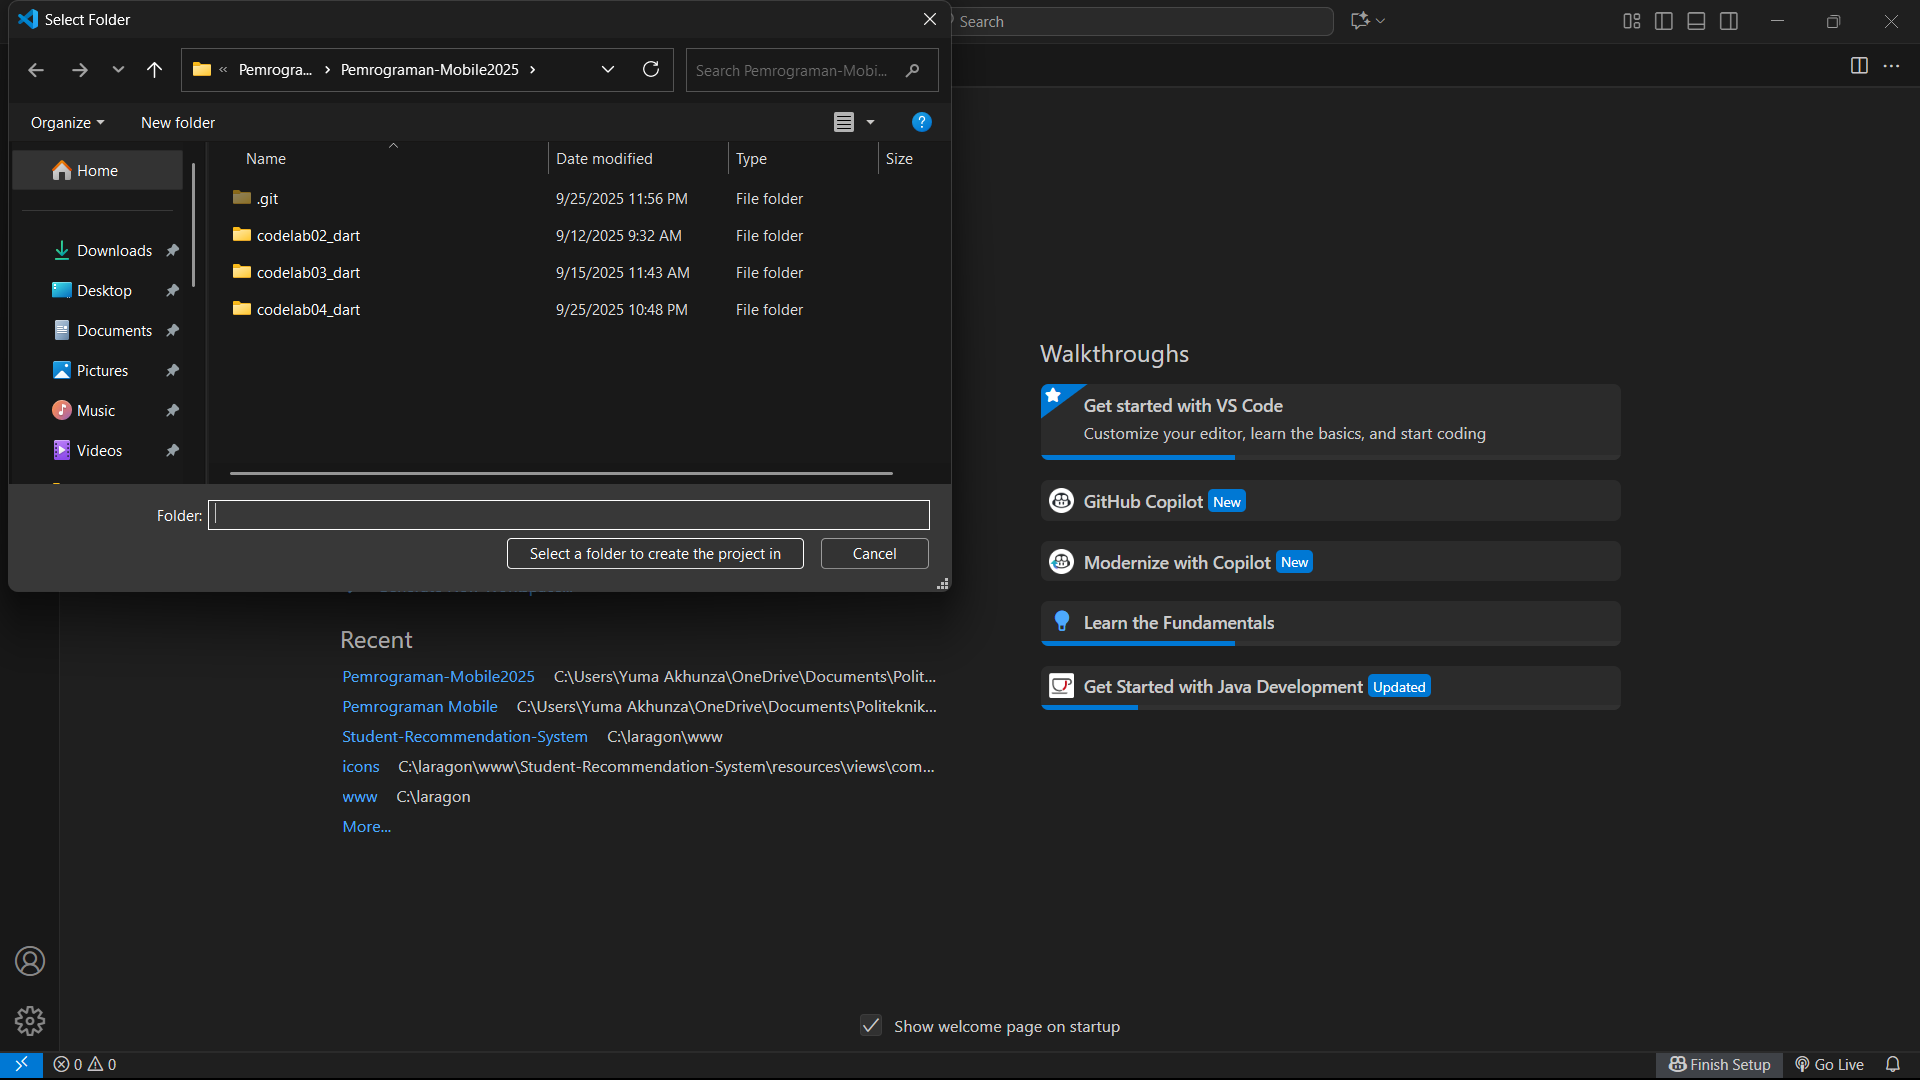 Select Folder
Search
« Pemrogra... › Pemrograman-Mobile2025 ›
Search Pemrograman-Mobi...
Organize
New folder
?
Home
Downloads
Desktop
Documents
Pictures
Music
Videos
Name Date modified Type Size
.git 9/25/2025 11:56 PM File folder
codelab02_dart 9/12/2025 9:32 AM File folder
codelab03_dart 9/15/2025 11:43 AM File folder
codelab04_dart 9/25/2025 10:48 PM File folder
Folder:
Select a folder to create the project in
Cancel
Recent
Pemrograman-Mobile2025 C:\Users\Yuma Akhunza\OneDrive\Documents\Polit...
Pemrograman Mobile C:\Users\Yuma Akhunza\OneDrive\Documents\Politeknik...
Student-Recommendation-System C:\laragon\www
icons C:\laragon\www\Student-Recommendation-System\resources\views\com...
www C:\laragon
More...
Walkthroughs
Get started with VS Code
Customize your editor, learn the basics, and start coding
GitHub Copilot New
Modernize with Copilot New
Learn the Fundamentals
Get Started with Java Development Updated
Show welcome page on startup
0 0
Finish Setup
Go Live